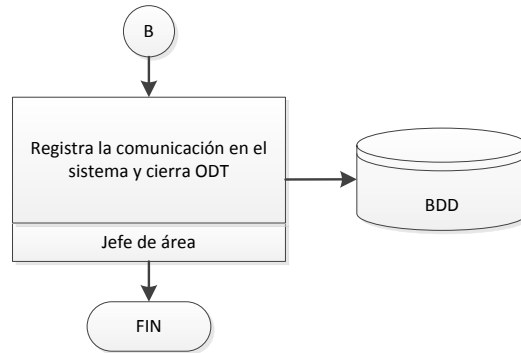 B
Registra la comunicación en el
sistema y cierra ODT
BDD
Jefe de área
FIN